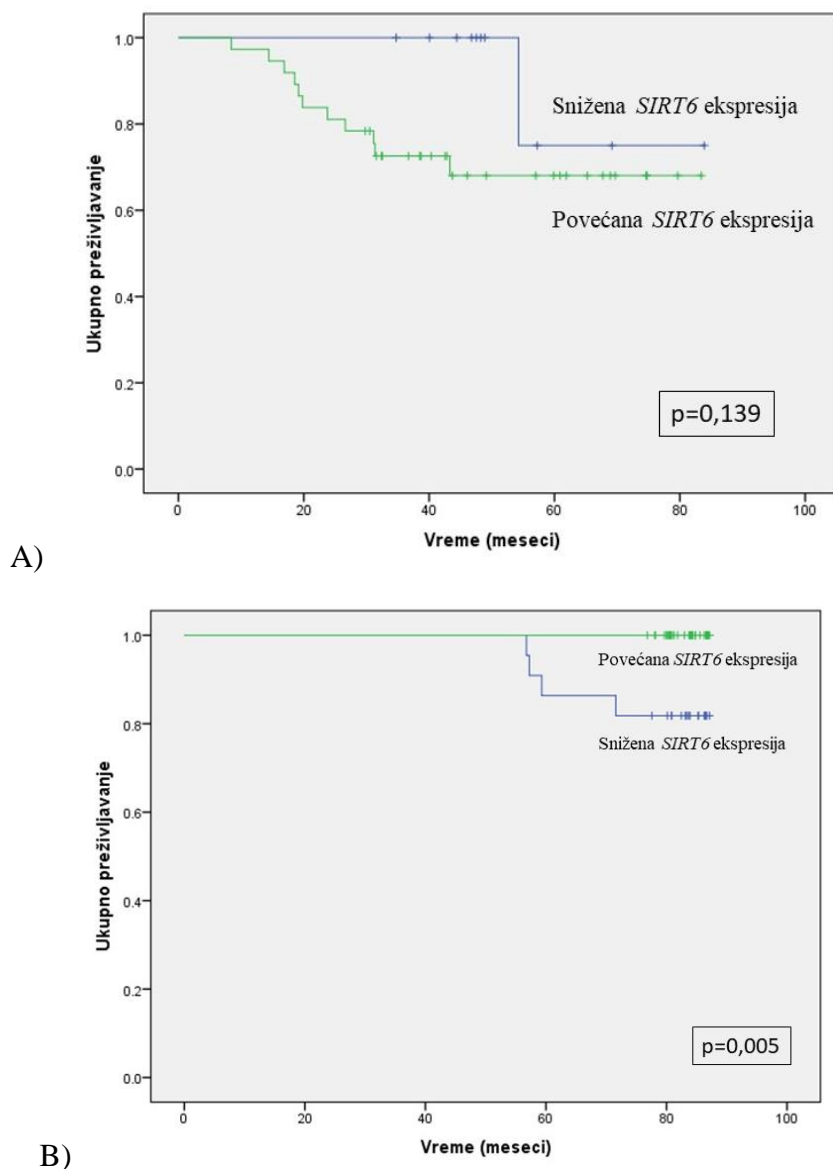 1.0
0.8
0.6
0.4
0.2
0.0
Ukupno preživljavanje
Snižena SIRT6 ekspresija
Povećana SIRT6 ekspresija
p=0,139
0 20 40 60 80 100
Vreme (meseci)
A)
1.0
0.8
0.6
0.4
0.2
0.0
Ukupno preživljavanje
Povećana SIRT6 ekspresija
Snižena SIRT6 ekspresija
p=0,005
0 20 40 60 80 100
Vreme (meseci)
B)